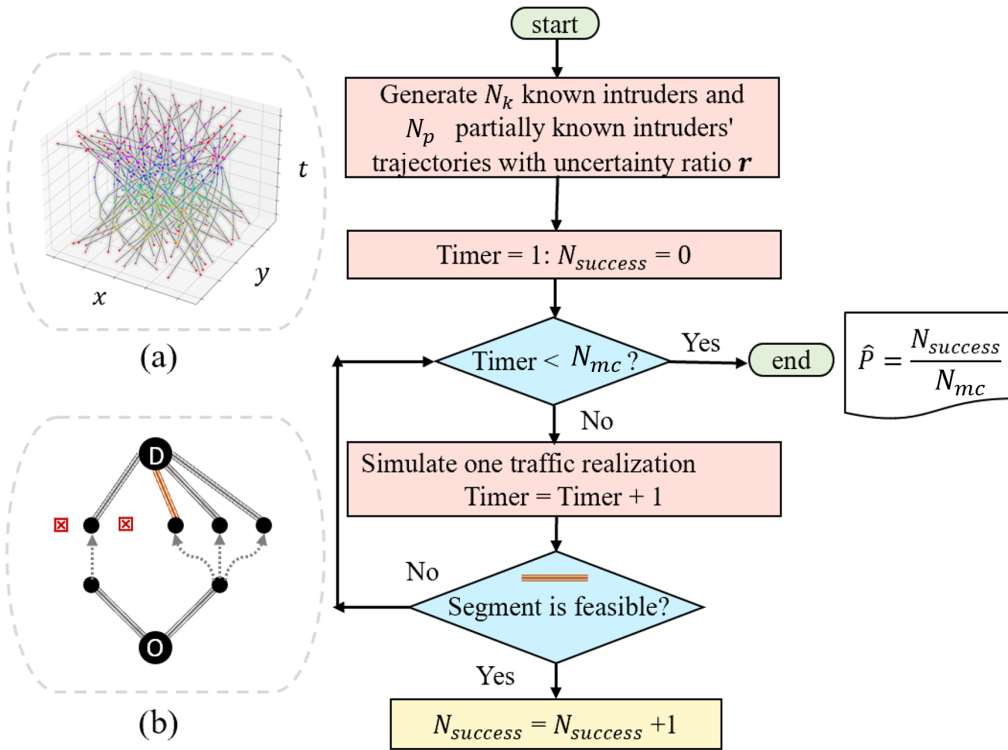 start
Generate N_k known intruders and
N_p partially known intruders'
trajectories with uncertainty ratio r
t
y
x
(a)
Timer = 1: N_success = 0
Timer < N_mc ?
Yes
end
P̂ = N_success / N_mc
No
Simulate one traffic realization
Timer = Timer + 1
D
O
(b)
No
Segment is feasible?
Yes
N_success = N_success +1